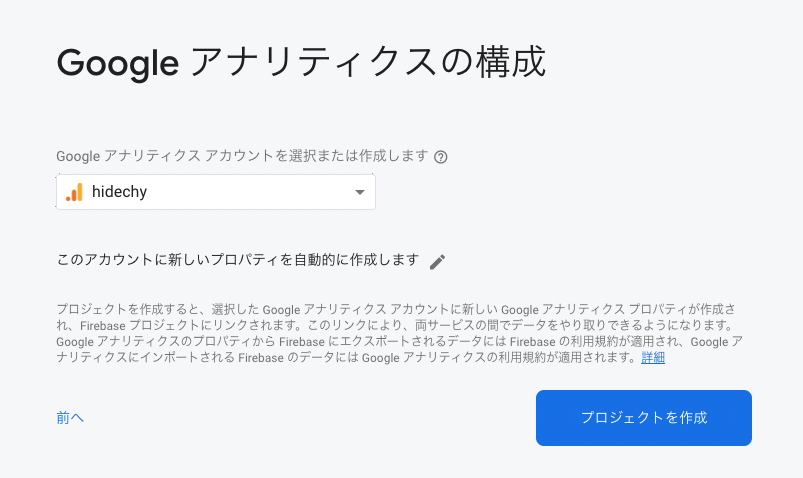 Google アナリティクスの構成
Google アナリティクス アカウントを選択または作成します
hidechy
このアカウントに新しいプロパティを自動的に作成します
プロジェクトを作成すると、選択した Google アナリティクス アカウントに新しい Google アナリティクス プロパティが作成さ
れ、Firebase プロジェクトにリンクされます。このリンクにより、両サービスの間でデータをやり取りできるようになります。
Google アナリティクスのプロパティから Firebase にエクスポートされるデータには Firebase の利用規約が適用され、Google ア
ナリティクスにインポートされる Firebase のデータには Google アナリティクスの利用規約が適用されます。詳細
前へ
プロジェクトを作成